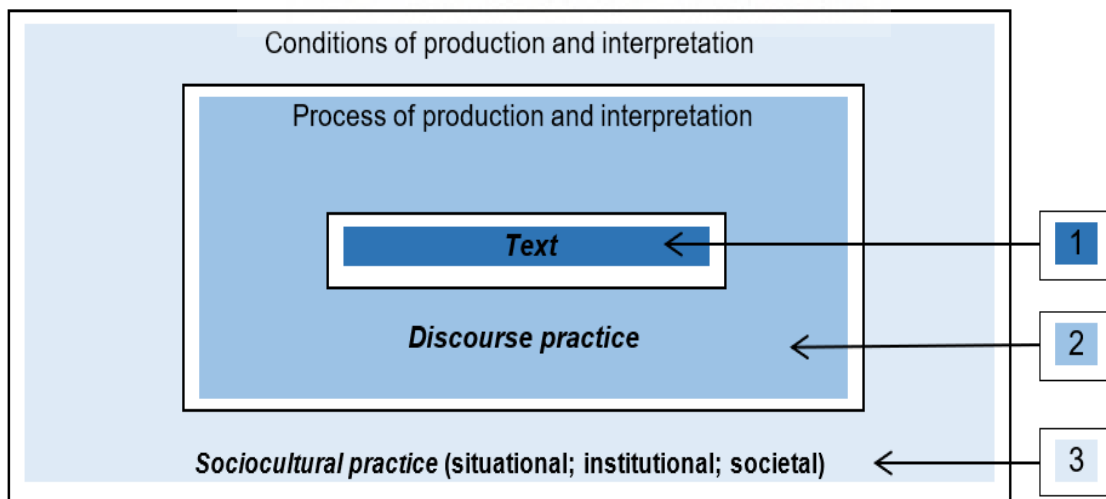 Conditions of production and interpretation
Process of production and interpretation
Text
1
Discourse practice
2
Sociocultural practice (situational; institutional; societal)
3